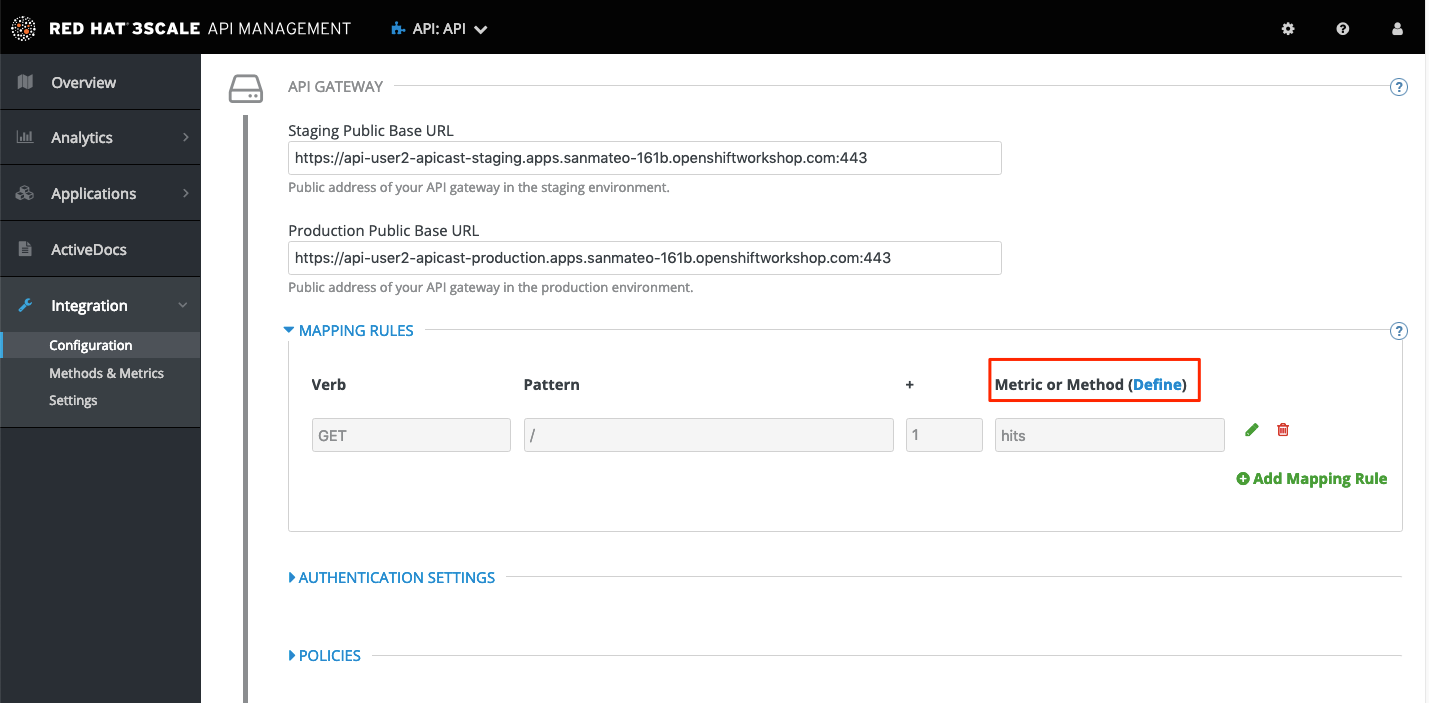 RED HAT 3SCALE API MANAGEMENT
API: API
Overview
Analytics
Applications
ActiveDocs
Integration
Configuration
Methods & Metrics
Settings
API GATEWAY
Staging Public Base URL
https://api-user2-apicast-staging.apps.sanmateo-161b.openshiftworkshop.com:443
Public address of your API gateway in the staging environment.
Production Public Base URL
https://api-user2-apicast-production.apps.sanmateo-161b.openshiftworkshop.com:443
Public address of your API gateway in the production environment.
MAPPING RULES
Verb Pattern + Metric or Method (Define)
GET / 1 hits
Add Mapping Rule
AUTHENTICATION SETTINGS
POLICIES